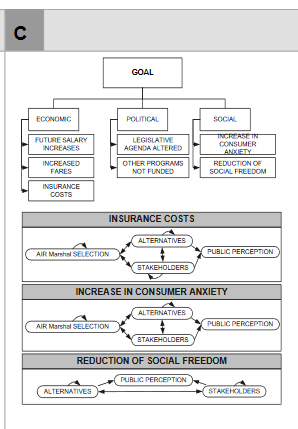 C
GOAL
ECONOMIC
POLITICAL
SOCIAL
FUTURE SALARY
INCREASES
LEGISLATIVE
AGENDA ALTERED
INCREASE IN
CONSUMER
ANXIETY
INCREASED
FARES
OTHER PROGRAMS
NOT FUNDED
REDUCTION OF
SOCIAL FREEDOM
INSURANCE
COSTS
INSURANCE COSTS
ALTERNATIVES
AIR Marshal SELECTION
PUBLIC PERCEPTION
STAKEHOLDERS
INCREASE IN CONSUMER ANXIETY
ALTERNATIVES
AIR Marshal SELECTION
PUBLIC PERCEPTION
STAKEHOLDERS
REDUCTION OF SOCIAL FREEDOM
PUBLIC PERCEPTION
ALTERNATIVES
STAKEHOLDERS